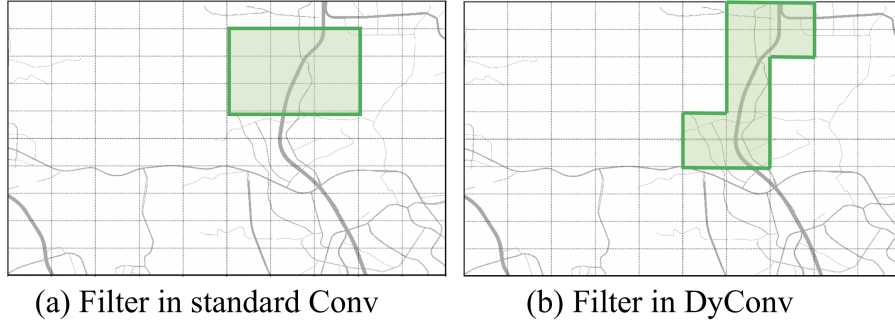 (a) Filter in standard Conv
(b) Filter in DyConv